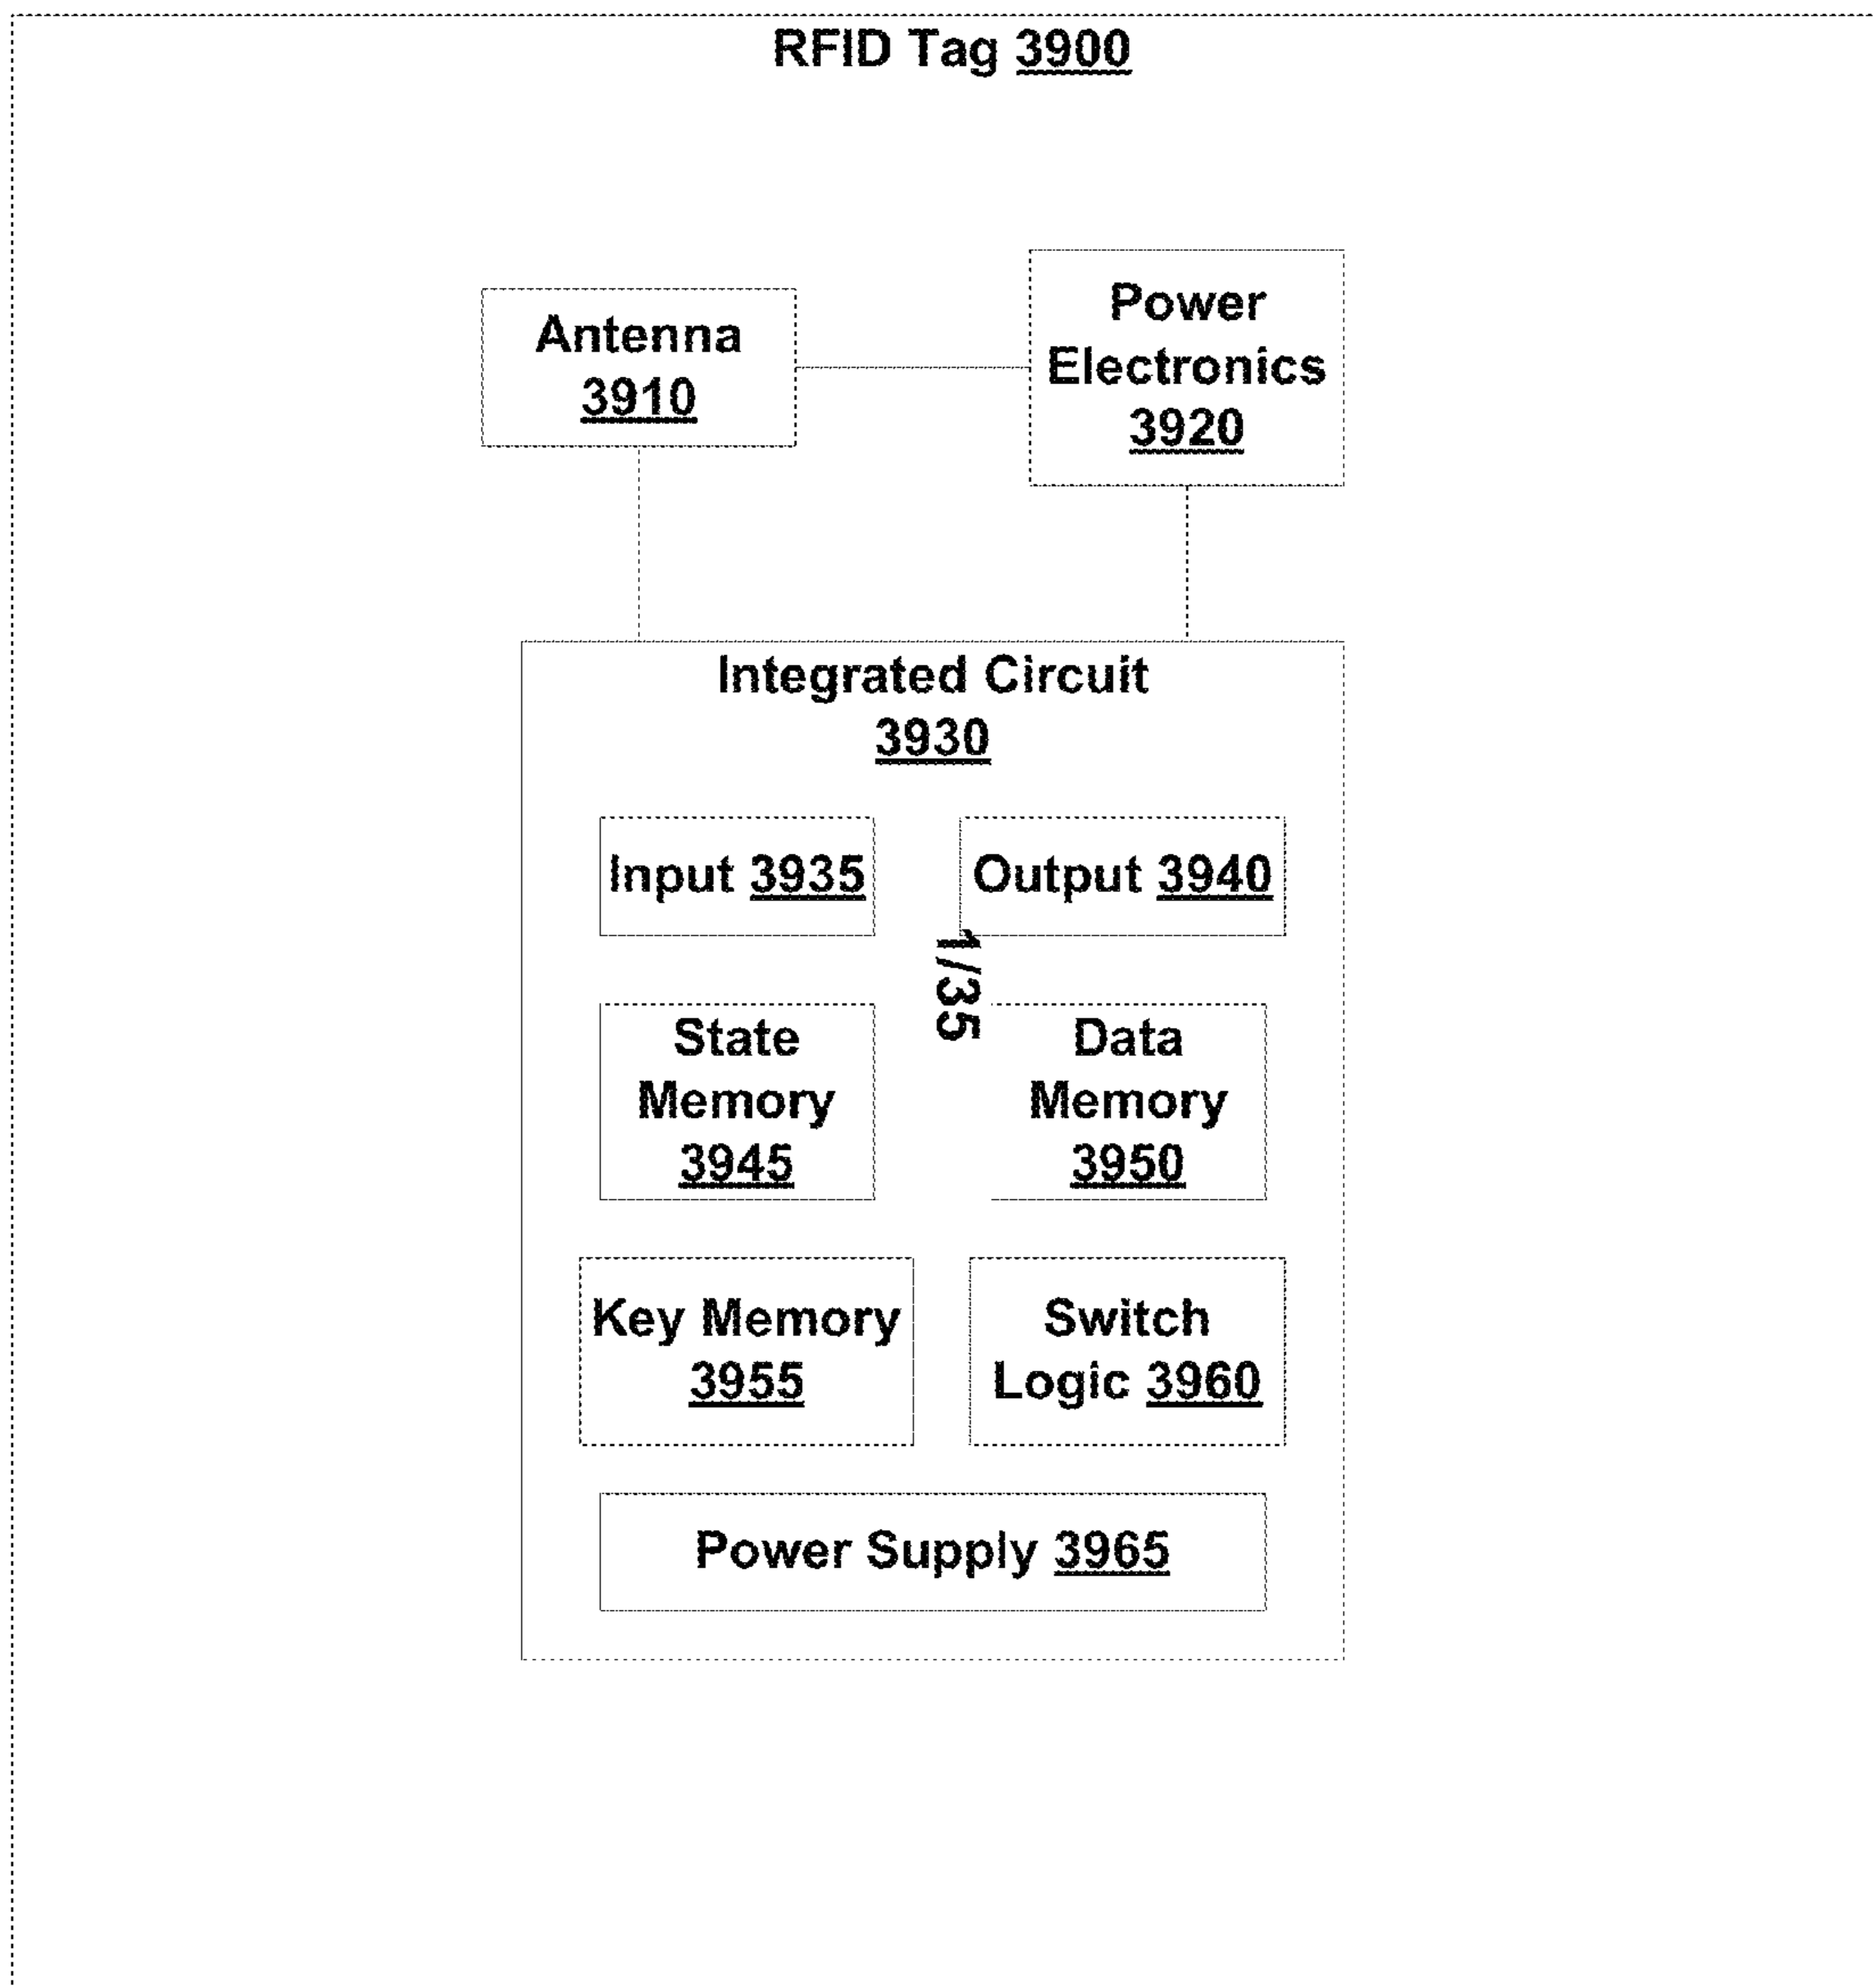 RFID Tag 3900
Antenna
3910
Power
Electronics
3920
Integrated Circuit
3930
Input 3935
Output 3940
1/35
State
Memory
3945
Data
Memory
3950
Key Memory
3955
Switch
Logic 3960
Power Supply 3965